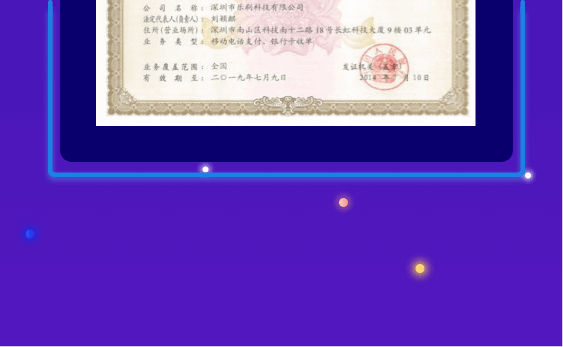 公 司 名 称：深圳市乐刷科技有限公司
法定代表人(负责人)：刘颖麒
住所(营业场所)：深圳市南山区科技南十二路18号长虹科技大厦9楼03单元
业 务 类 型：移动电话支付、银行卡收单
业务覆盖范围：全国
发证机关（盖章）
有 效 期 至：二〇一九年七月九日
2014 年 7 月 10日